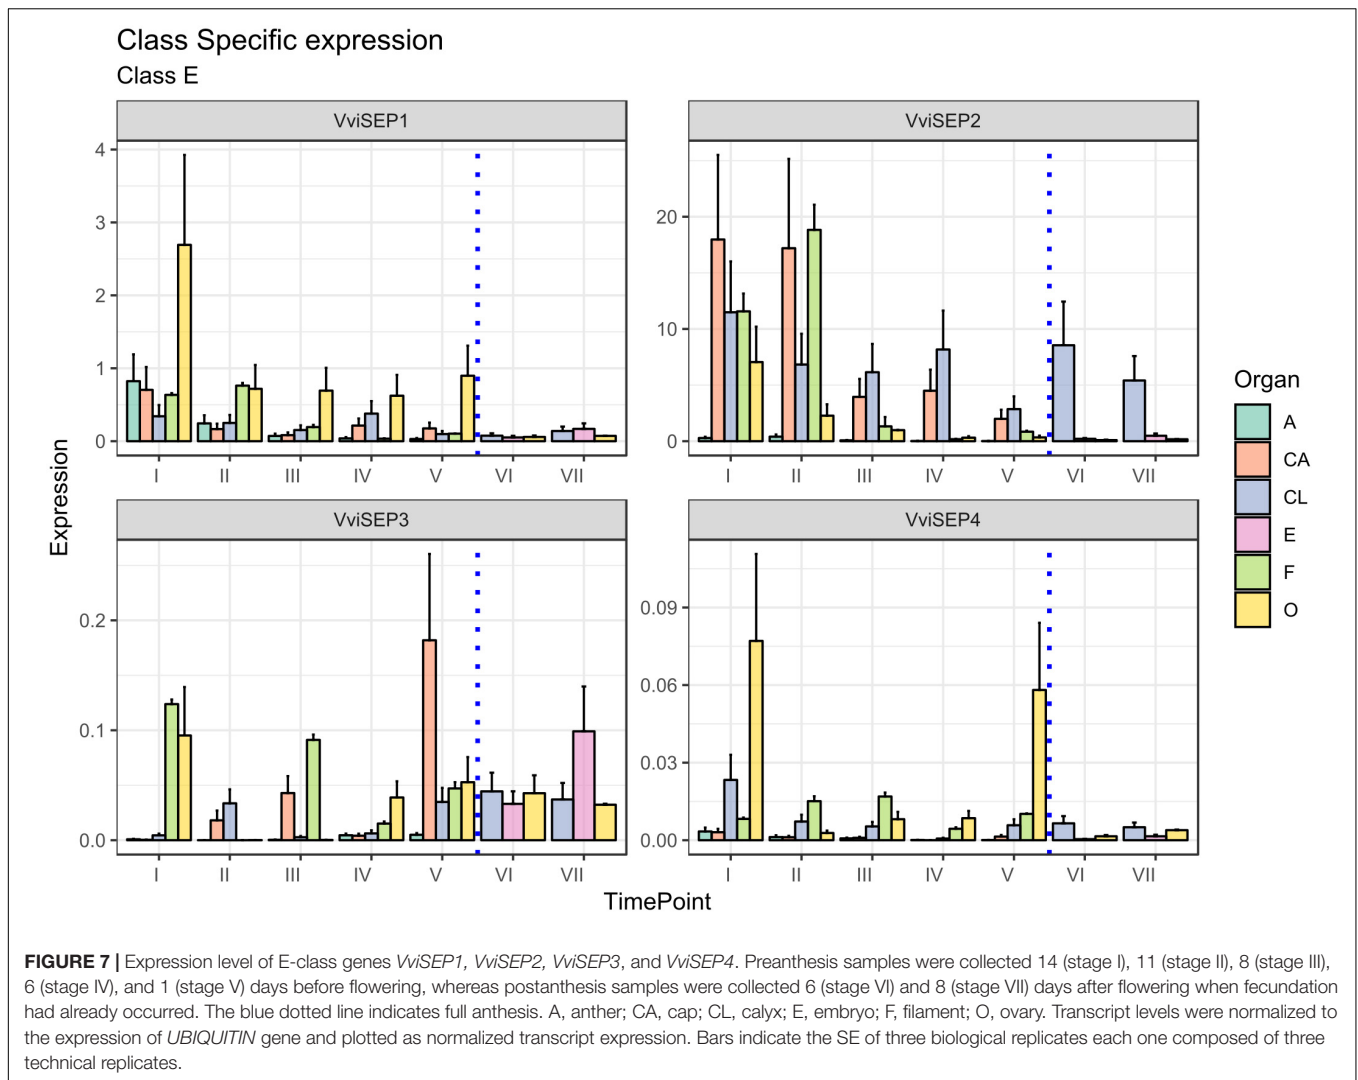 Class Specific expression
Class E
VviSEP1
VviSEP2
4
3
2
1
0
20
10
0
I II III IV V VI VII
I II III IV V VI VII
Expression
VviSEP3
VviSEP4
0.2
0.1
0.0
0.09
0.06
0.03
0.00
I II III IV V VI VII
I II III IV V VI VII
TimePoint
Organ
A
CA
CL
E
F
O
FIGURE 7 | Expression level of E-class genes VviSEP1, VviSEP2, VviSEP3, and VviSEP4. Preanthesis samples were collected 14 (stage I), 11 (stage II), 8 (stage III),
6 (stage IV), and 1 (stage V) days before flowering, whereas postanthesis samples were collected 6 (stage VI) and 8 (stage VII) days after flowering when fecundation
had already occurred. The blue dotted line indicates full anthesis. A, anther; CA, cap; CL, calyx; E, embryo; F, filament; O, ovary. Transcript levels were normalized to
the expression of UBIQUITIN gene and plotted as normalized transcript expression. Bars indicate the SE of three biological replicates each one composed of three
technical replicates.